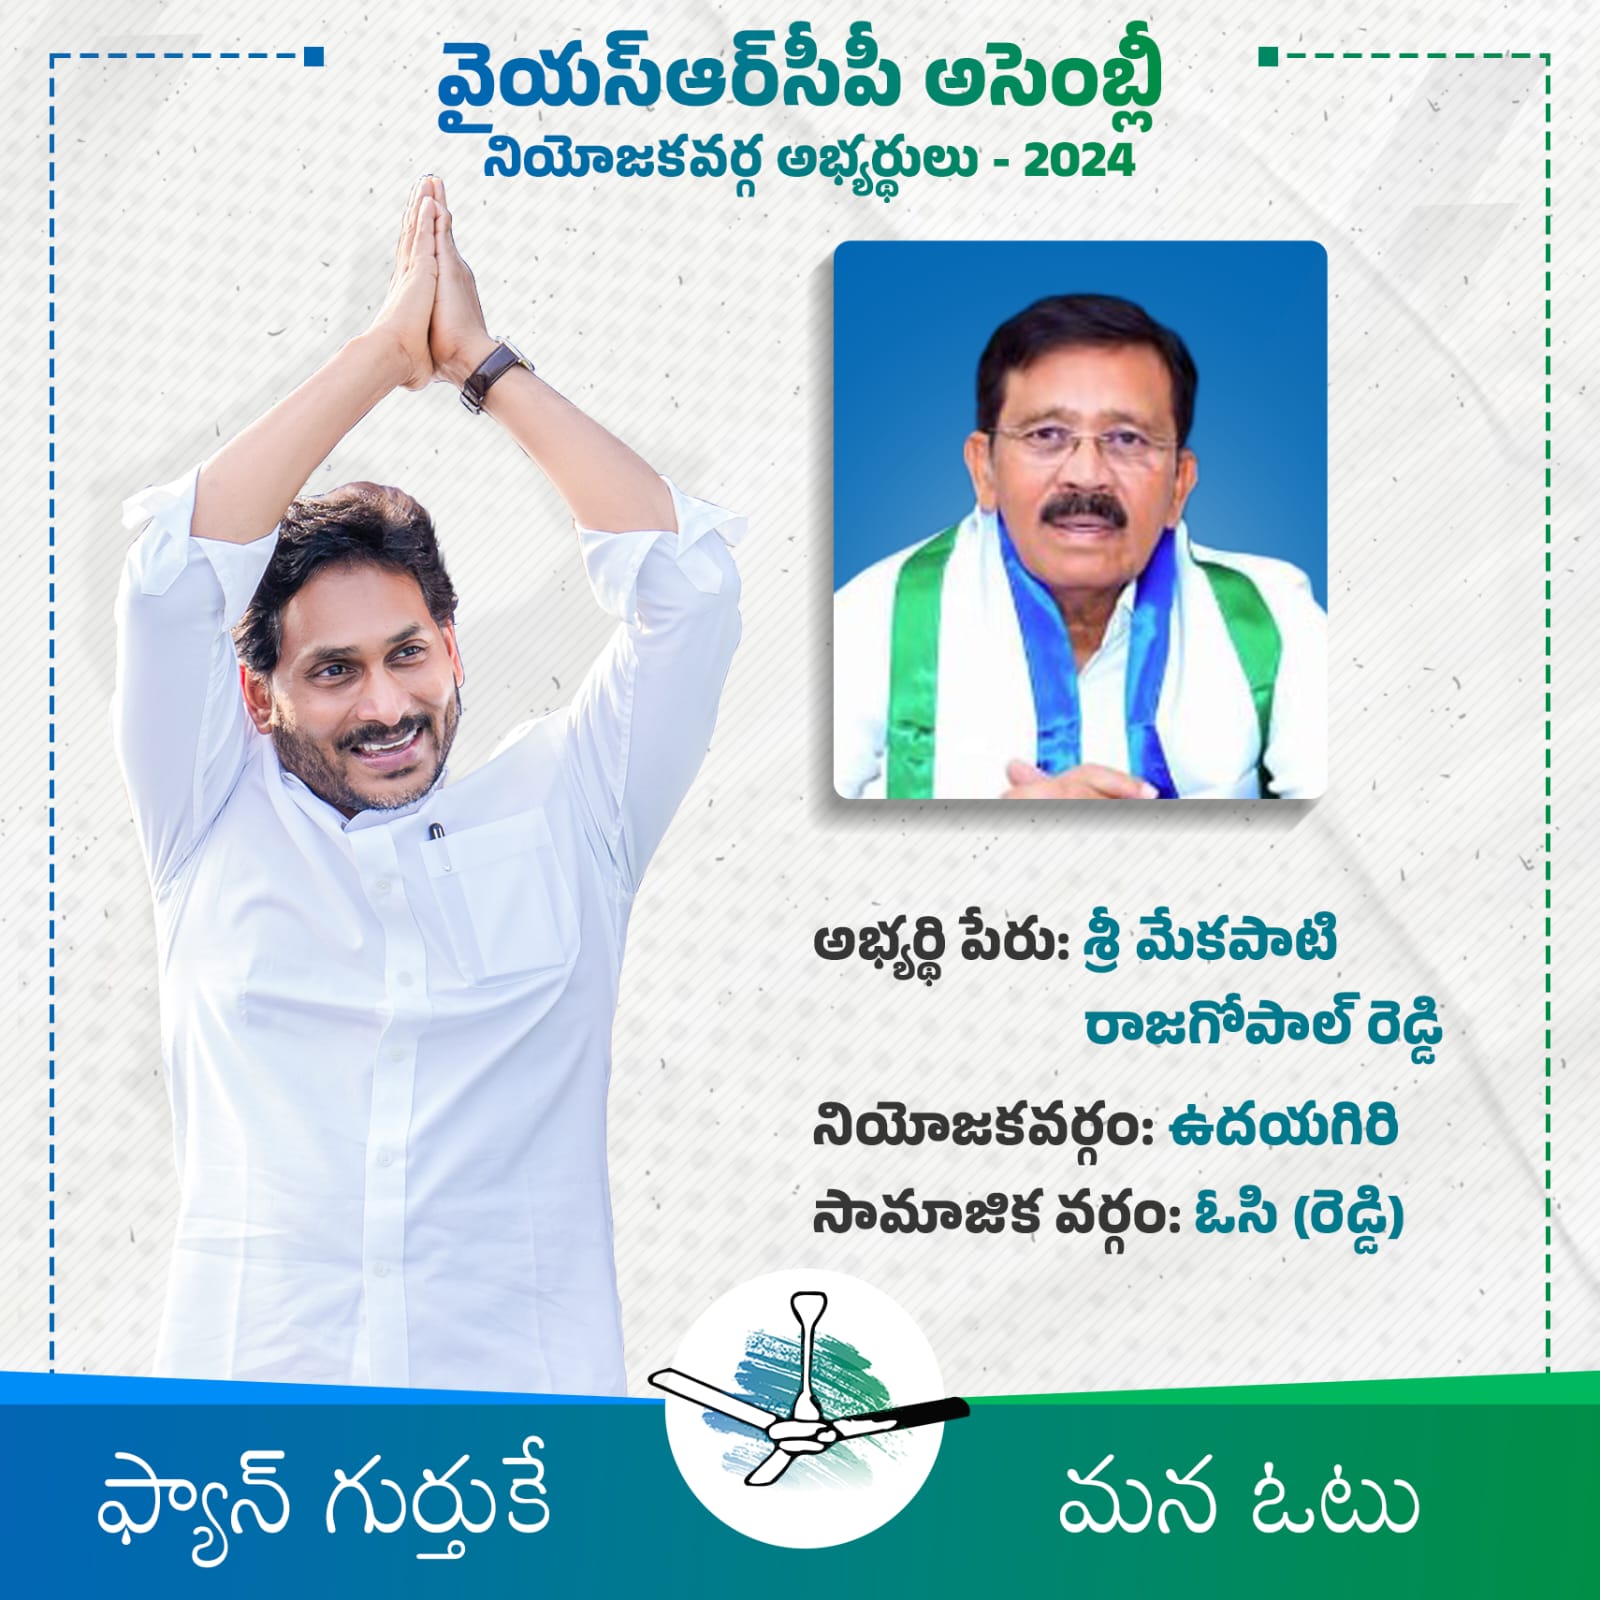 వైయస్ఆర్‌సీపీ అసెంబ్లీ
నియోజకవర్గ అభ్యర్థులు - 2024
అభ్యర్థి పేరు: శ్రీ మేకపాటి
రాజగోపాల్ రెడ్డి
నియోజకవర్గం: ఉదయగిరి
సామాజిక వర్గం: ఓసి (రెడ్డి)
ఫ్యాన్ గుర్తుకే మన ఓటు